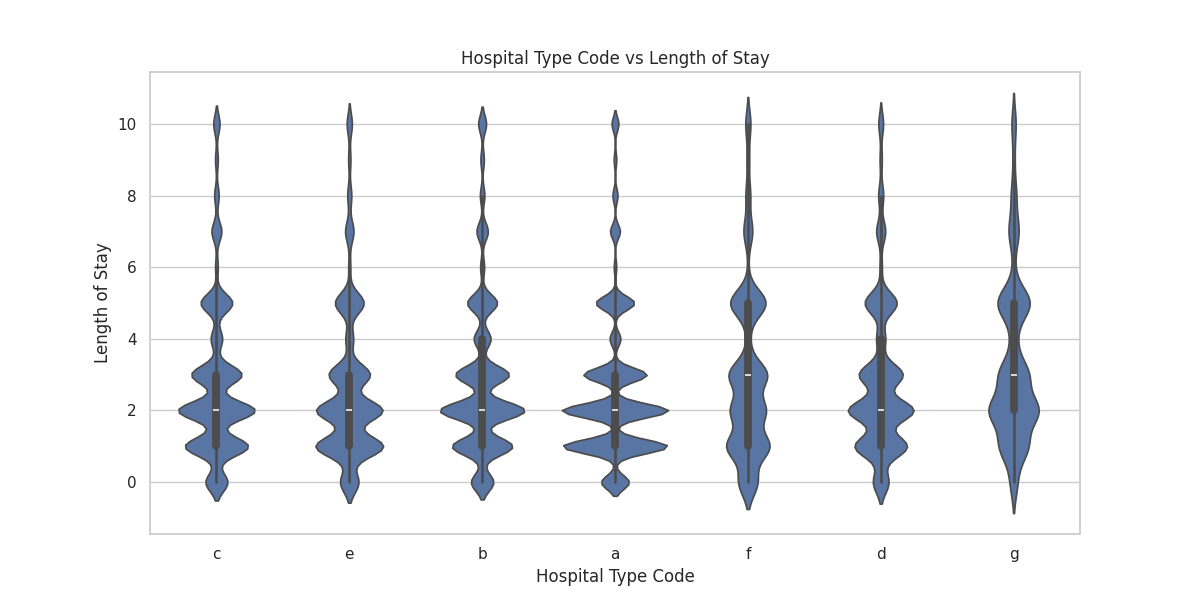 Hospital Type Code vs Length of Stay
Length of Stay
10
8
6
4
2
0
c e b a f d g
Hospital Type Code